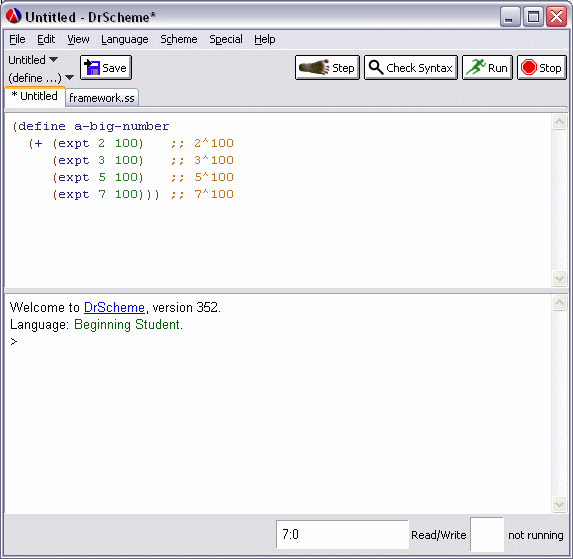 Untitled - DrScheme*
File Edit View Language Scheme Special Help
Untitled
(define ...)
Save
Step
Check Syntax
Run
Stop
* Untitled
framework.ss
(define a-big-number
(+ (expt 2 100) ;; 2^100
(expt 3 100) ;; 3^100
(expt 5 100) ;; 5^100
(expt 7 100))) ;; 7^100
Welcome to DrScheme, version 352.
Language: Beginning Student.
>
7:0
Read/Write
not running